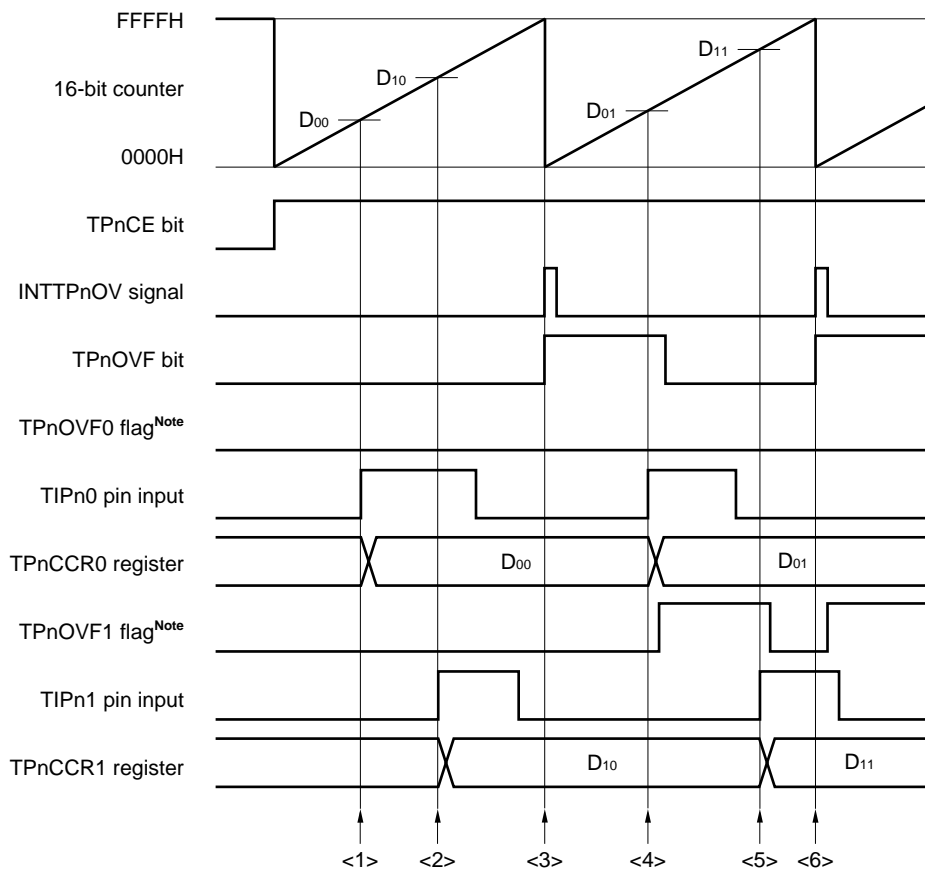 FFFFH
D11
D10
16-bit counter
D01
D00
0000H
TPnCE bit
INTTPnOV signal
TPnOVF bit
TPnOVF0 flagNote
TIPn0 pin input
TPnCCR0 register
D00
D01
TPnOVF1 flagNote
TIPn1 pin input
TPnCCR1 register
D10
D11
<1> <2> <3> <4> <5> <6>